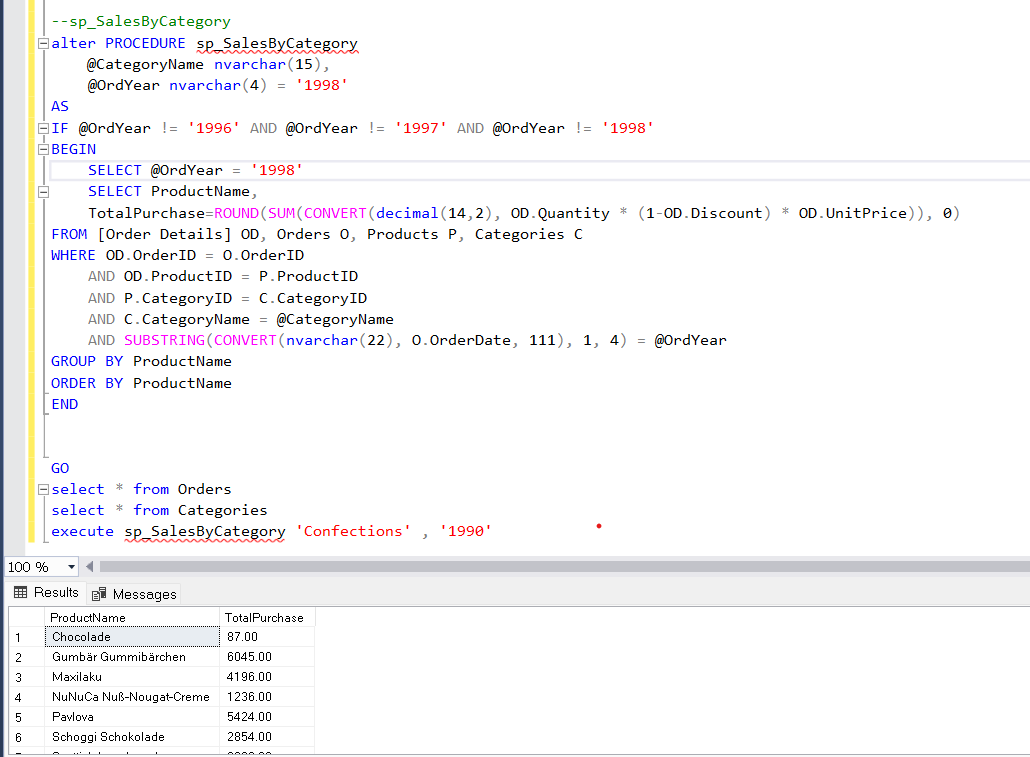 --sp_SalesByCategory
alter PROCEDURE sp_SalesByCategory
@CategoryName nvarchar(15),
@OrdYear nvarchar(4) = '1998'
AS
IF @OrdYear != '1996' AND @OrdYear != '1997' AND @OrdYear != '1998'
BEGIN
SELECT @OrdYear = '1998'
SELECT ProductName,
TotalPurchase=ROUND(SUM(CONVERT(decimal(14,2), OD.Quantity * (1-OD.Discount) * OD.UnitPrice)), 0)
FROM [Order Details] OD, Orders O, Products P, Categories C
WHERE OD.OrderID = O.OrderID
AND OD.ProductID = P.ProductID
AND P.CategoryID = C.CategoryID
AND C.CategoryName = @CategoryName
AND SUBSTRING(CONVERT(nvarchar(22), O.OrderDate, 111), 1, 4) = @OrdYear
GROUP BY ProductName
ORDER BY ProductName
END
GO
select * from Orders
select * from Categories
execute sp_SalesByCategory 'Confections' , '1990'
100 %
Results Messages
ProductName TotalPurchase
1 Chocolade 87.00
2 Gumbär Gummibärchen 6045.00
3 Maxilaku 4196.00
4 NuNuCa Nuß-Nougat-Creme 1236.00
5 Pavlova 5424.00
6 Schoggi Schokolade 2854.00